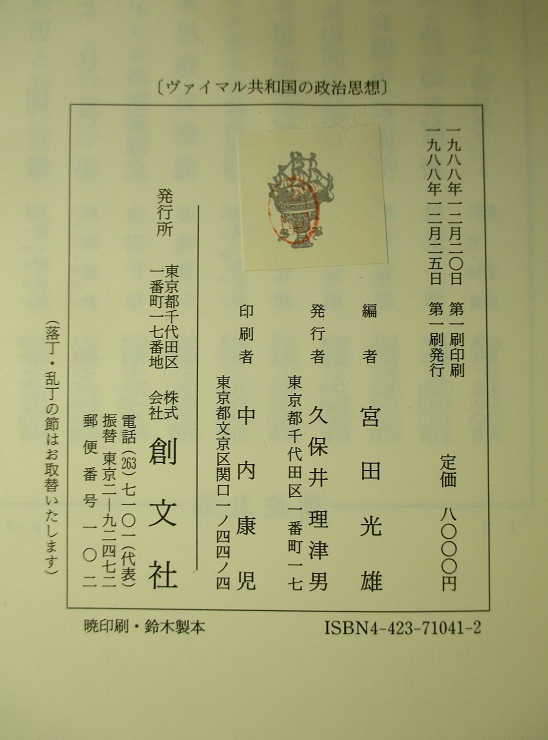 〔ヴァイマル共和国の政治思想〕
一九八八年一二月二〇日　第一刷印刷
一九八八年一二月二五日　第一刷発行
定価　八〇〇〇円
編者　宮田光雄
発行者　久保井理津男
東京都千代田区一番町一七
印刷者　中内康児
東京都文京区関口一ノ四四ノ四
発行所
東京都千代田区
一番町一七番地
株式
会社
創文社
電話(263)七一〇一(代表)
振替　東京二―九二四七二
郵便番号　一〇二
(落丁・乱丁の節はお取替いたします)
暁印刷・鈴木製本
ISBN4-423-71041-2